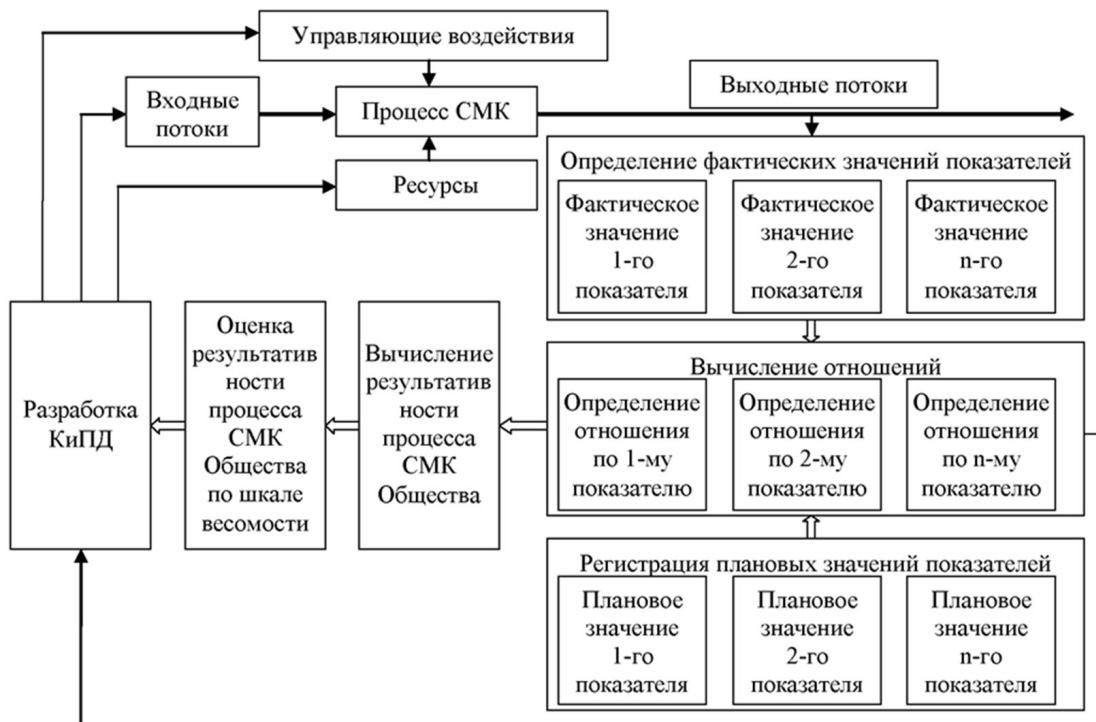 Управляющие воздействия
Входные
потоки
Процесс СМК
Выходные потоки
Ресурсы
Определение фактических значений показателей
Фактическое
значение
1-го
показателя
Фактическое
значение
2-го
показателя
Фактическое
значение
n-го
показателя
Разработка
КиПД
Оценка
результатив
ности
процесса
СМК
Общества
по шкале
весомости
Вычисление
результатив
ности
процесса
СМК
Общества
Вычисление отношений
Определение
отношения
по 1-му
показателю
Определение
отношения
по 2-му
показателю
Определение
отношения
по n-му
показателю
Регистрация плановых значений показателей
Плановое
значение
1-го
показателя
Плановое
значение
2-го
показателя
Плановое
значение
n-го
показателя